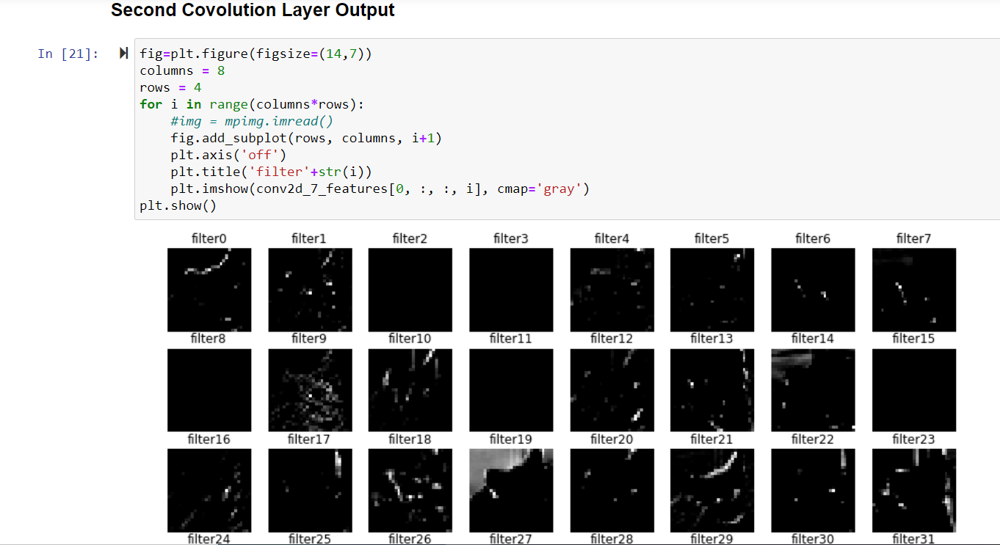 Second Covolution Layer Output
In [21]:
fig=plt.figure(figsize=(14,7))
columns = 8
rows = 4
for i in range(columns*rows):
    #img = mpimg.imread()
    fig.add_subplot(rows, columns, i+1)
    plt.axis('off')
    plt.title('filter'+str(i))
    plt.imshow(conv2d_7_features[0, :, :, i], cmap='gray')
plt.show()
filter0 filter1 filter2 filter3 filter4 filter5 filter6 filter7
filter8 filter9 filter10 filter11 filter12 filter13 filter14 filter15
filter16 filter17 filter18 filter19 filter20 filter21 filter22 filter23
filter24 filter25 filter26 filter27 filter28 filter29 filter30 filter31